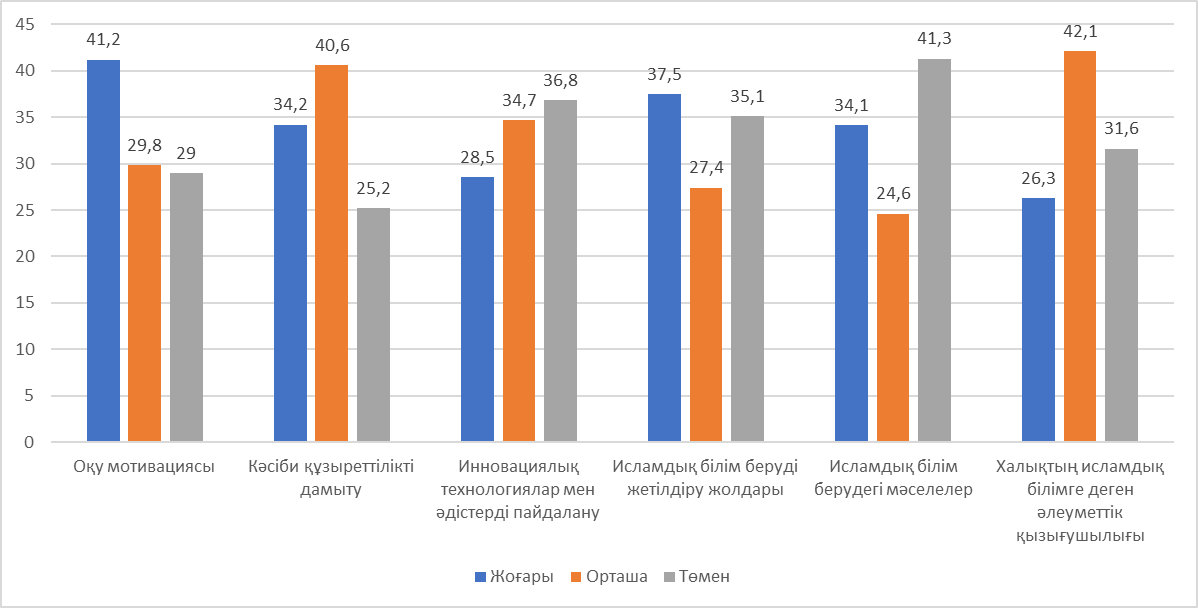 45
40
35
30
25
20
15
10
5
0
41,2
29,8
29
34,2
40,6
25,2
28,5
34,7
36,8
37,5
27,4
35,1
34,1
24,6
41,3
26,3
42,1
31,6
Оқу мотивациясы
Кәсіби құзыреттілікті
дамыту
Инновациялық
технологиялар мен
әдістерді пайдалану
Исламдық білім беруді
жетілдіру жолдары
Исламдық білім
берудегі мәселелер
Халықтың исламдық
білімге деген
әлеуметтік
қызығушылығы
Жоғары
Орташа
Төмен